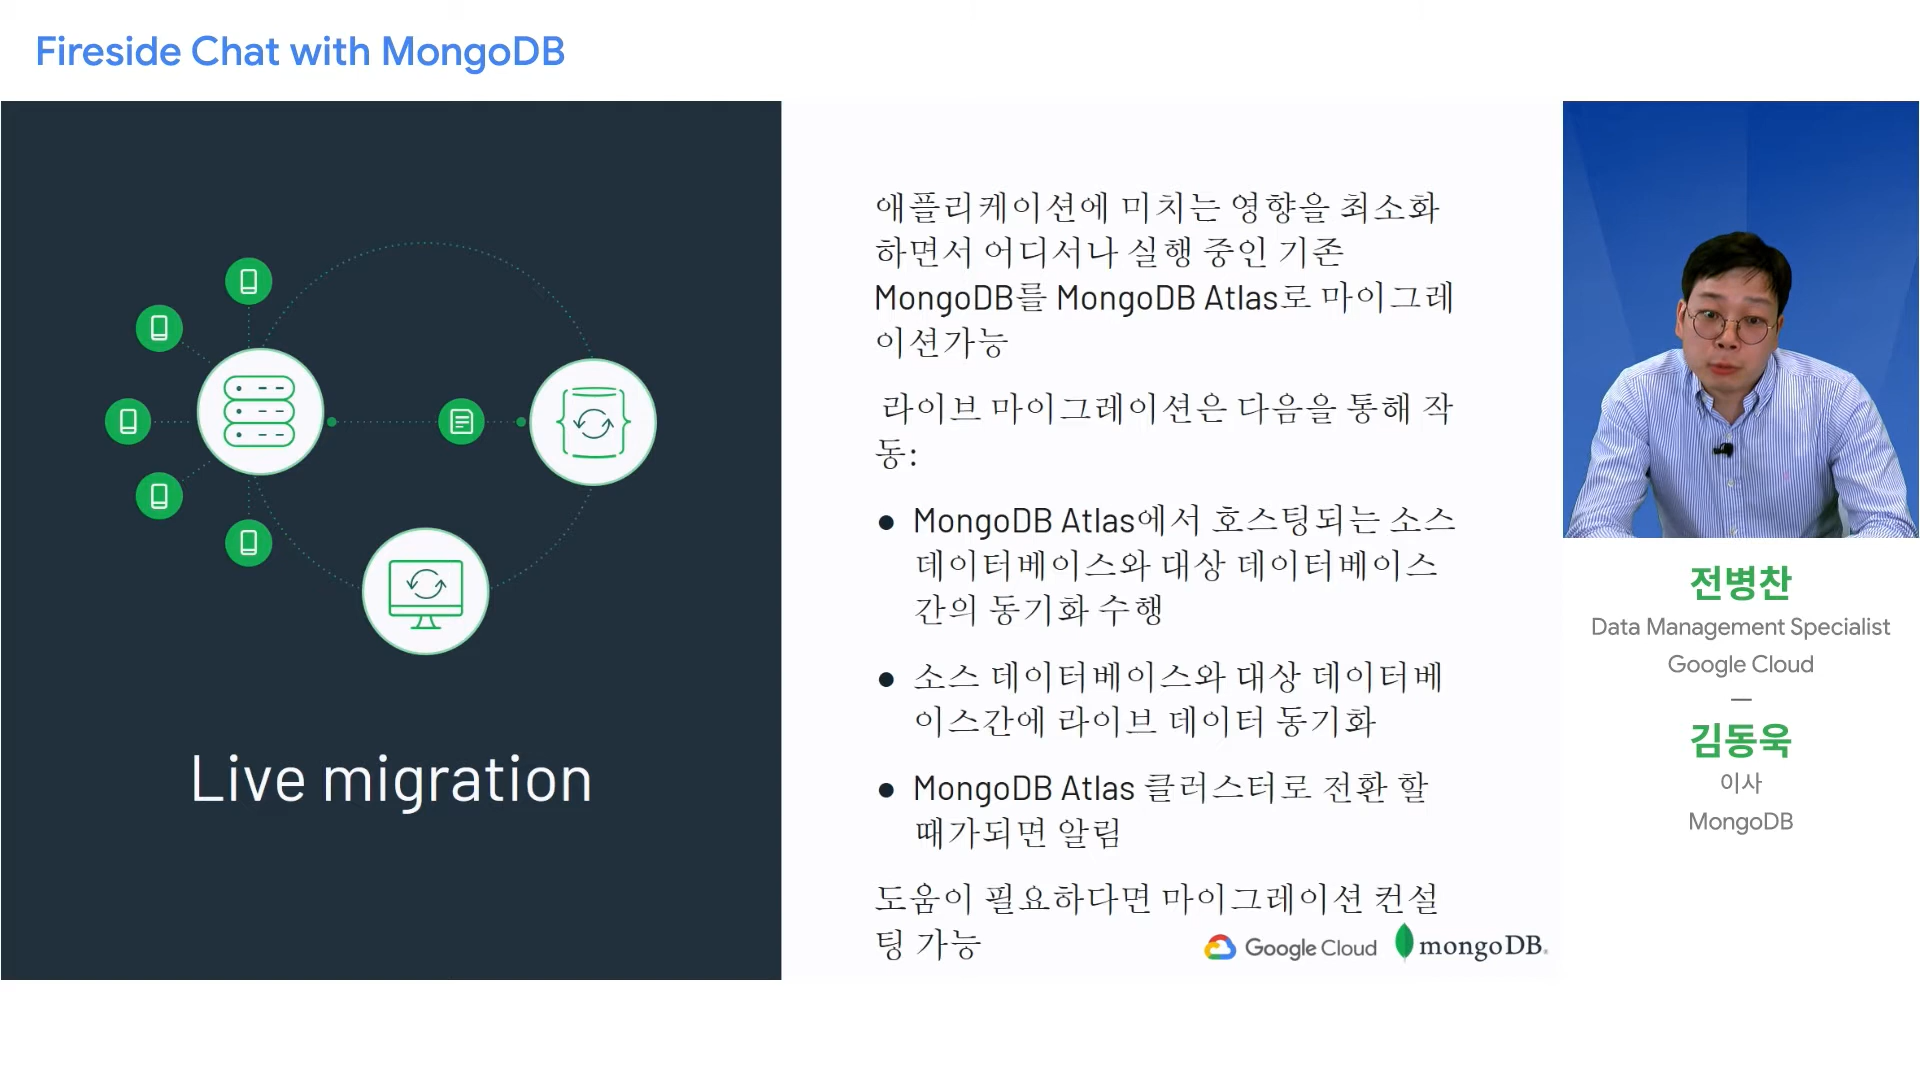 Fireside Chat with MongoDB
Live migration
애플리케이션에 미치는 영향을 최소화
하면서 어디서나 실행 중인 기존
MongoDB를 MongoDB Atlas로 마이그레
이션가능
라이브 마이그레이션은 다음을 통해 작
동:
● MongoDB Atlas에서 호스팅되는 소스
데이터베이스와 대상 데이터베이스
간의 동기화 수행
● 소스 데이터베이스와 대상 데이터베
이스간에 라이브 데이터 동기화
● MongoDB Atlas 클러스터로 전환 할
때가되면 알림
도움이 필요하다면 마이그레이션 컨설
팅 가능
Google Cloud mongoDB®
전병찬
Data Management Specialist
Google Cloud
—
김동욱
이사
MongoDB